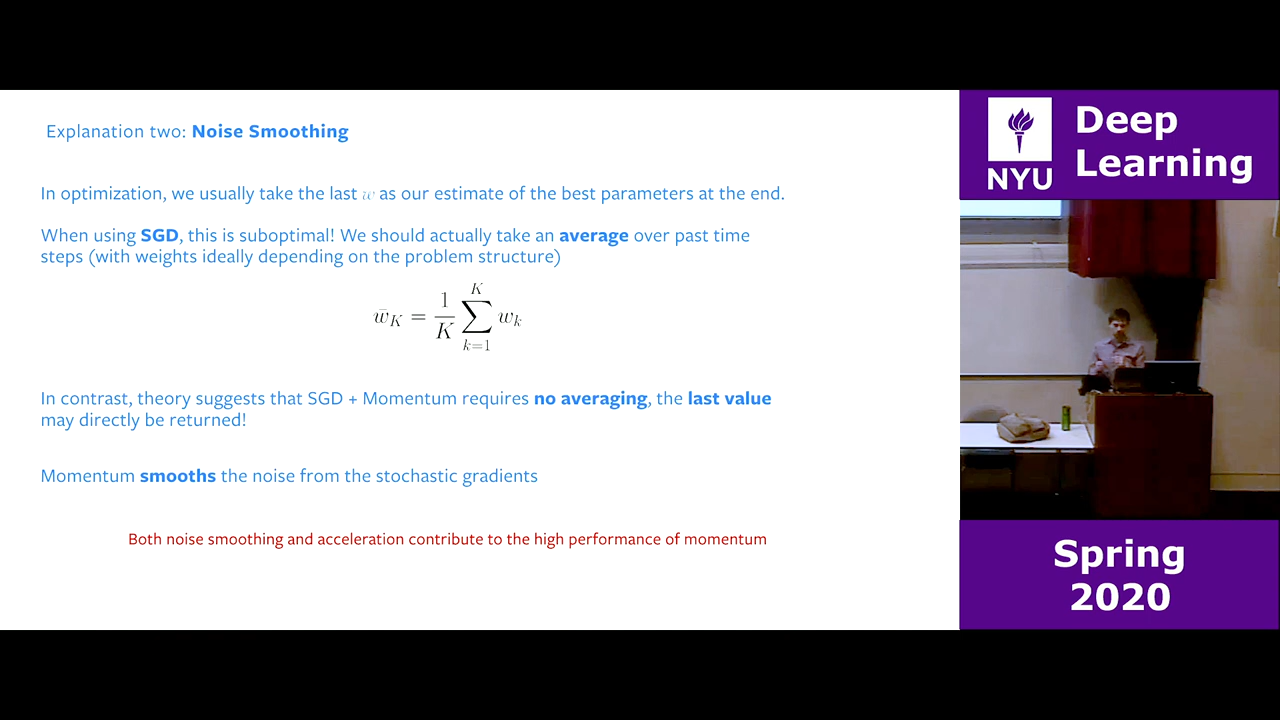 Explanation two: Noise Smoothing
In optimization, we usually take the last w as our estimate of the best parameters at the end.
When using SGD, this is suboptimal! We should actually take an average over past time
steps (with weights ideally depending on the problem structure)
w̄_K = 1/K ∑_{k=1}^{K} w_k
In contrast, theory suggests that SGD + Momentum requires no averaging, the last value
may directly be returned!
Momentum smooths the noise from the stochastic gradients
Both noise smoothing and acceleration contribute to the high performance of momentum
NYU
Deep
Learning
Spring
2020